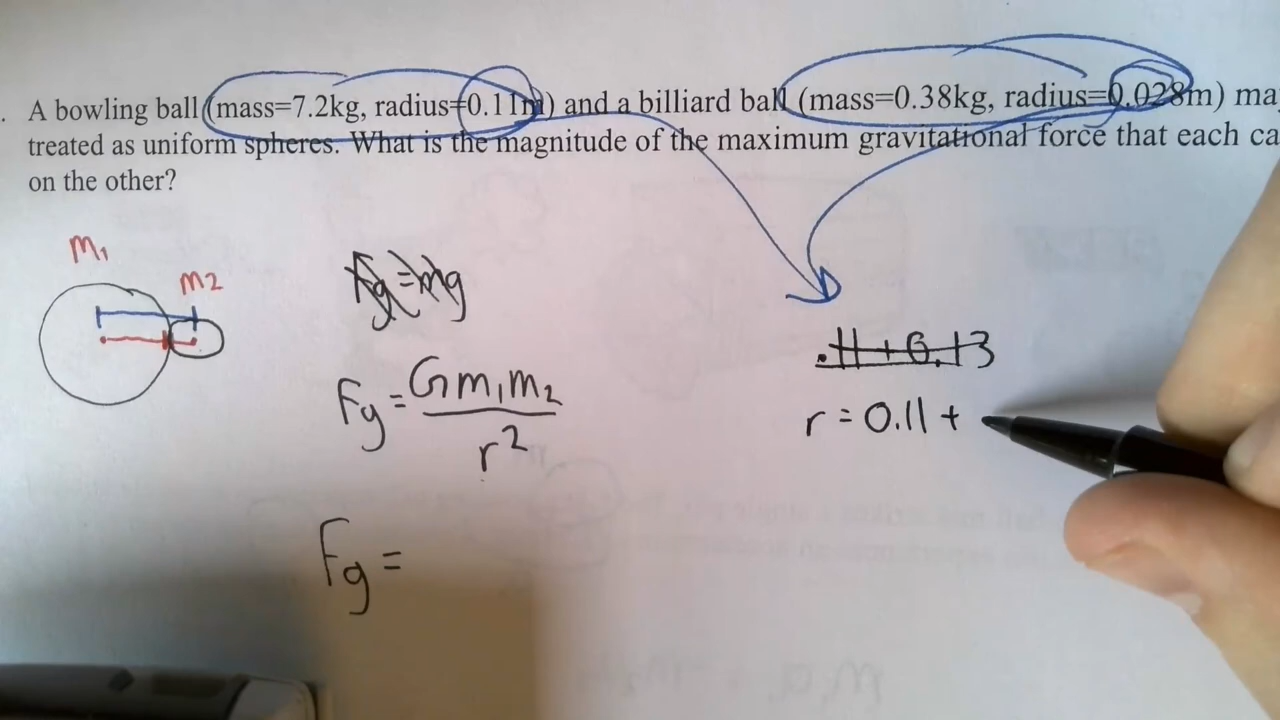 . A bowling ball (mass=7.2kg, radius=0.11m) and a billiard ball (mass=0.38kg, radius=0.028m) ma
treated as uniform spheres. What is the magnitude of the maximum gravitational force that each ca
on the other?
m1
m2
Fg=mg
Fg = Gm1m2
r2
Fg =
.11+0.13
r = 0.11 +